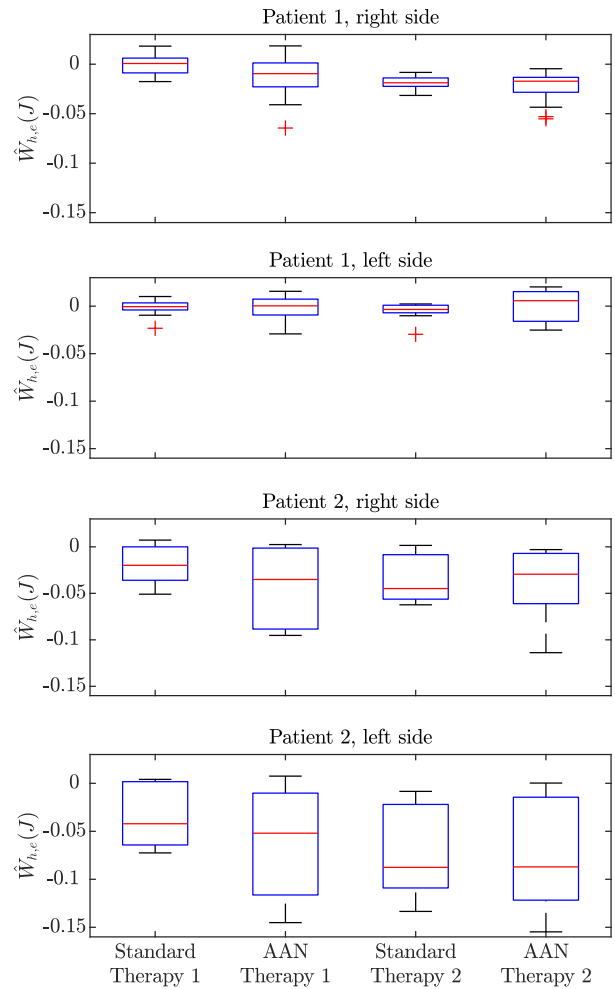 Patient 1, right side
0
-0.05
-0.1
-0.15
Ŵh,e(J)
Patient 1, left side
0
-0.05
-0.1
-0.15
Ŵh,e(J)
Patient 2, right side
0
-0.05
-0.1
-0.15
Ŵh,e(J)
Patient 2, left side
0
-0.05
-0.1
-0.15
Ŵh,e(J)
Standard AAN Standard AAN
Therapy 1 Therapy 1 Therapy 2 Therapy 2